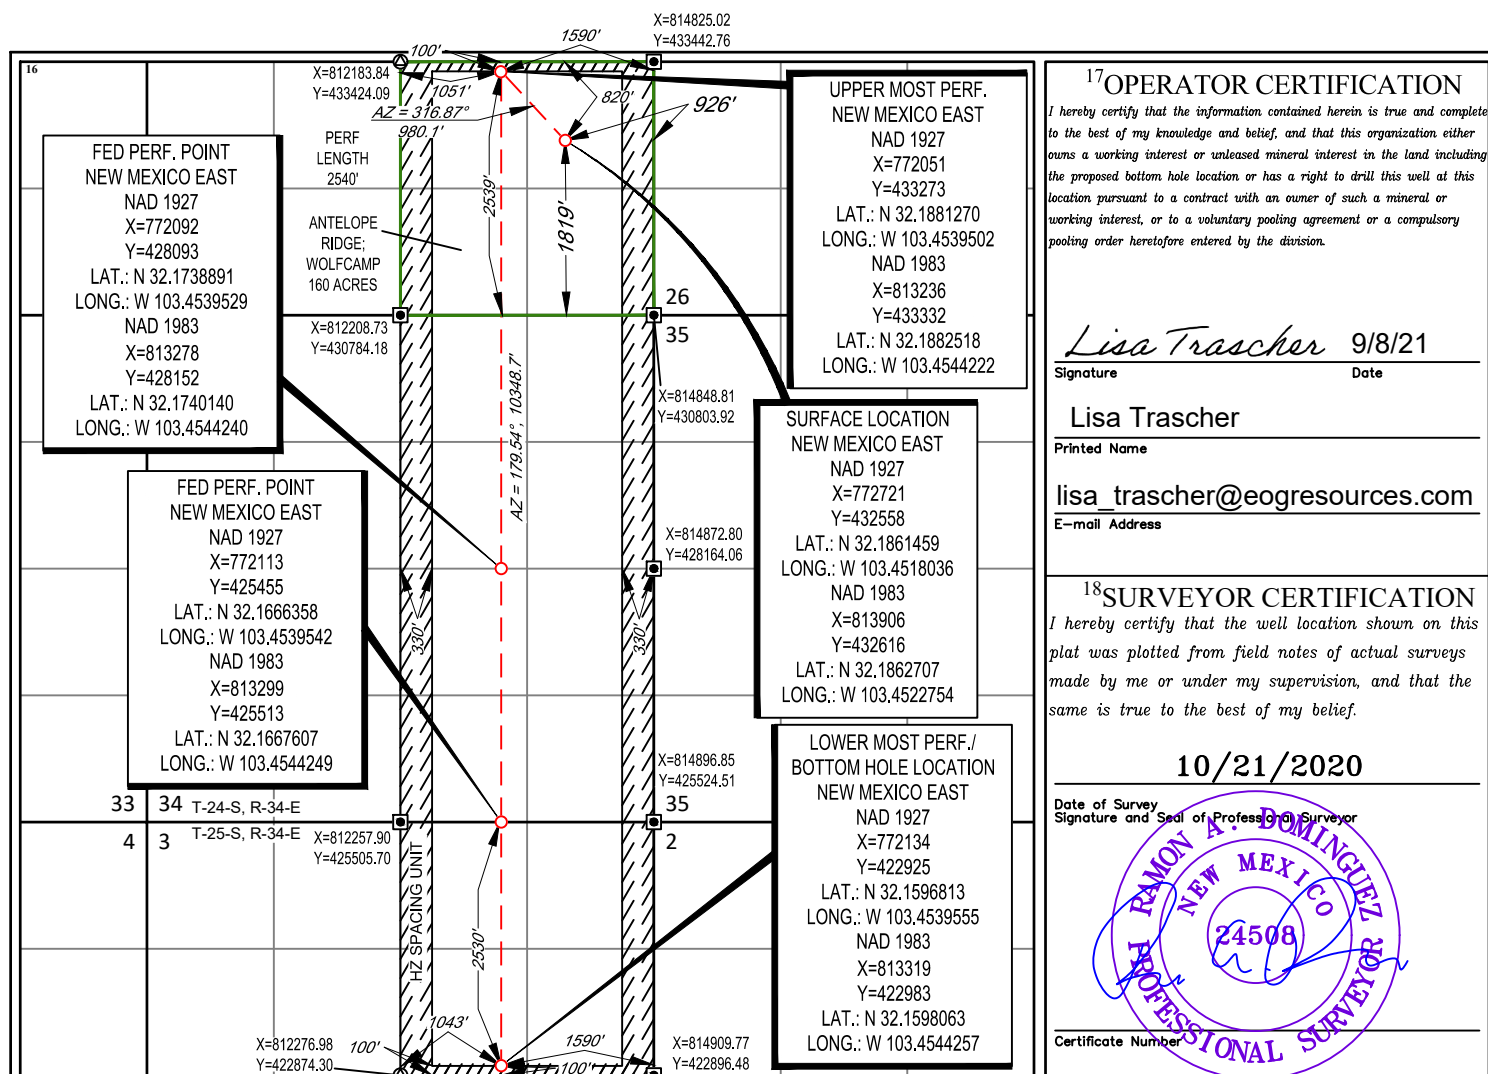 16
X=812183.84
Y=433424.09
100'
1590'
X=814825.02
Y=433442.76
1051'
AZ = 316.87°
980.1'
820'
926'
PERF
LENGTH
2540'
2539'
1819'
ANTELOPE
RIDGE;
WOLFCAMP
160 ACRES
FED PERF. POINT
NEW MEXICO EAST
NAD 1927
X=772092
Y=428093
LAT.: N 32.1738891
LONG.: W 103.4539529
NAD 1983
X=813278
Y=428152
LAT.: N 32.1740140
LONG.: W 103.4544240
UPPER MOST PERF.
NEW MEXICO EAST
NAD 1927
X=772051
Y=433273
LAT.: N 32.1881270
LONG.: W 103.4539502
NAD 1983
X=813236
Y=433332
LAT.: N 32.1882518
LONG.: W 103.4544222
26
35
X=812208.73
Y=430784.18
X=814848.81
Y=430803.92
AZ = 179.54°, 10348.7'
SURFACE LOCATION
NEW MEXICO EAST
NAD 1927
X=772721
Y=432558
LAT.: N 32.1861459
LONG.: W 103.4518036
NAD 1983
X=813906
Y=432616
LAT.: N 32.1862707
LONG.: W 103.4522754
FED PERF. POINT
NEW MEXICO EAST
NAD 1927
X=772113
Y=425455
LAT.: N 32.1666358
LONG.: W 103.4539542
NAD 1983
X=813299
Y=425513
LAT.: N 32.1667607
LONG.: W 103.4544249
X=814872.80
Y=428164.06
330'
330'
X=814896.85
Y=425524.51
33
34
T-24-S, R-34-E
35
4
3
T-25-S, R-34-E
2
X=812257.90
Y=425505.70
LOWER MOST PERF./
BOTTOM HOLE LOCATION
NEW MEXICO EAST
NAD 1927
X=772134
Y=422925
LAT.: N 32.1596813
LONG.: W 103.4539555
NAD 1983
X=813319
Y=422983
LAT.: N 32.1598063
LONG.: W 103.4544257
HZ SPACING UNIT
2530'
X=812276.98
Y=422874.30
100'
1043'
1590'
100'
X=814909.77
Y=422896.48
17OPERATOR CERTIFICATION
I hereby certify that the information contained herein is true and complete
to the best of my knowledge and belief, and that this organization either
owns a working interest or unleased mineral interest in the land including
the proposed bottom hole location or has a right to drill this well at this
location pursuant to a contract with an owner of such a mineral or
working interest, or to a voluntary pooling agreement or a compulsory
pooling order heretofore entered by the division.
Lisa Trascher 9/8/21
Signature Date
Lisa Trascher
Printed Name
lisa_trascher@eogresources.com
E-mail Address
18SURVEYOR CERTIFICATION
I hereby certify that the well location shown on this
plat was plotted from field notes of actual surveys
made by me or under my supervision, and that the
same is true to the best of my belief.
10/21/2020
Date of Survey
Signature and Seal of Professional Surveyor
RAMON A. DOMINGUEZ
NEW MEXICO
24508
PROFESSIONAL SURVEYOR
Certificate Number